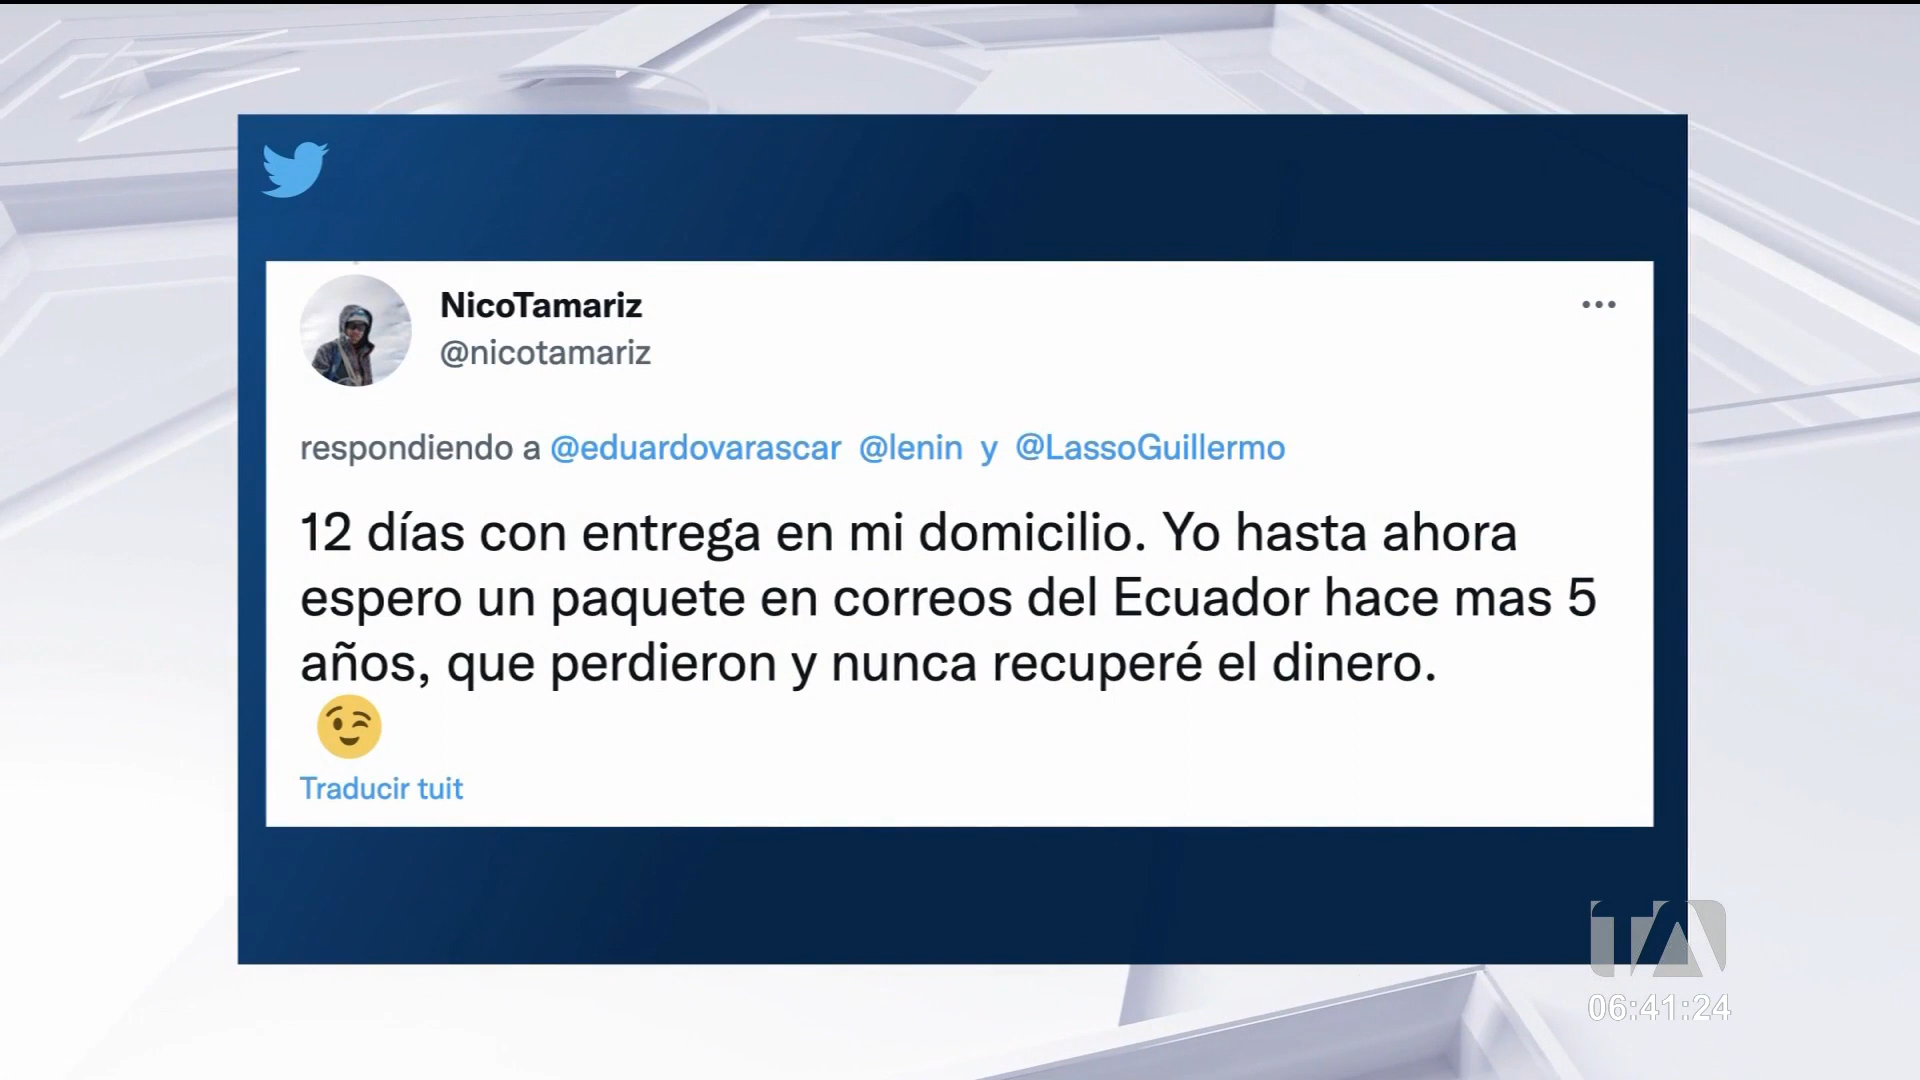 NicoTamariz
@nicotamariz
respondiendo a @eduardovarascar @lenin y @LassoGuillermo
12 días con entrega en mi domicilio. Yo hasta ahora
espero un paquete en correos del Ecuador hace mas 5
años, que perdieron y nunca recuperé el dinero.
Traducir tuit
TA
06:41:24